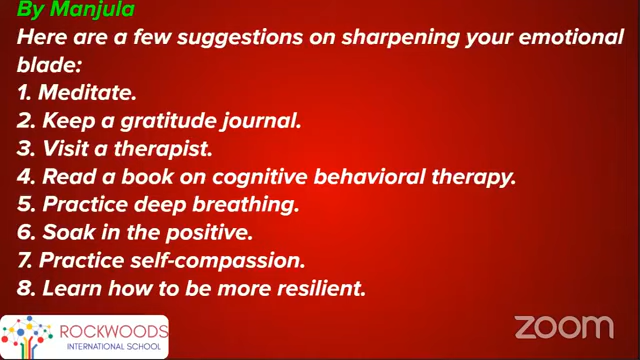 By Manjula
Here are a few suggestions on sharpening your emotional
blade:
1. Meditate.
2. Keep a gratitude journal.
3. Visit a therapist.
4. Read a book on cognitive behavioral therapy.
5. Practice deep breathing.
6. Soak in the positive.
7. Practice self-compassion.
8. Learn how to be more resilient.
ROCKWOODS
INTERNATIONAL SCHOOL
zoom